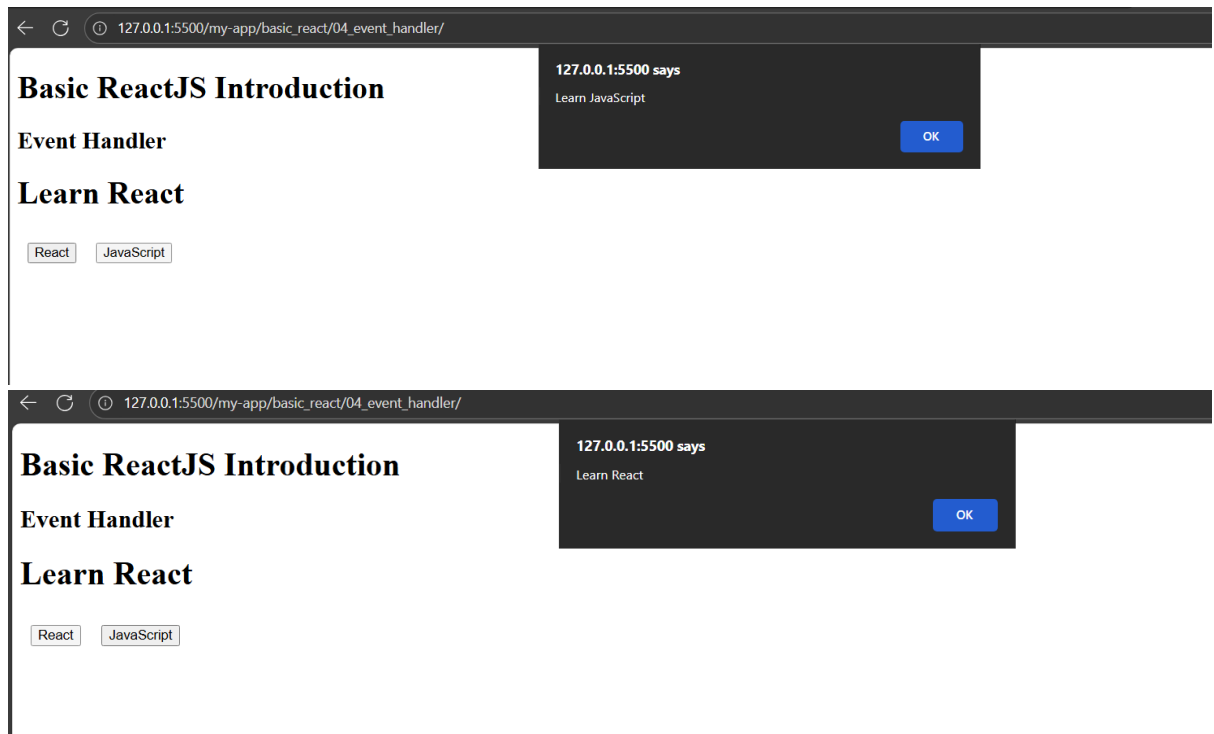 127.0.0.1:5500/my-app/basic_react/04_event_handler/
127.0.0.1:5500 says
Learn JavaScript
OK
Basic ReactJS Introduction
Event Handler
Learn React
React JavaScript
127.0.0.1:5500/my-app/basic_react/04_event_handler/
127.0.0.1:5500 says
Learn React
OK
Basic ReactJS Introduction
Event Handler
Learn React
React JavaScript